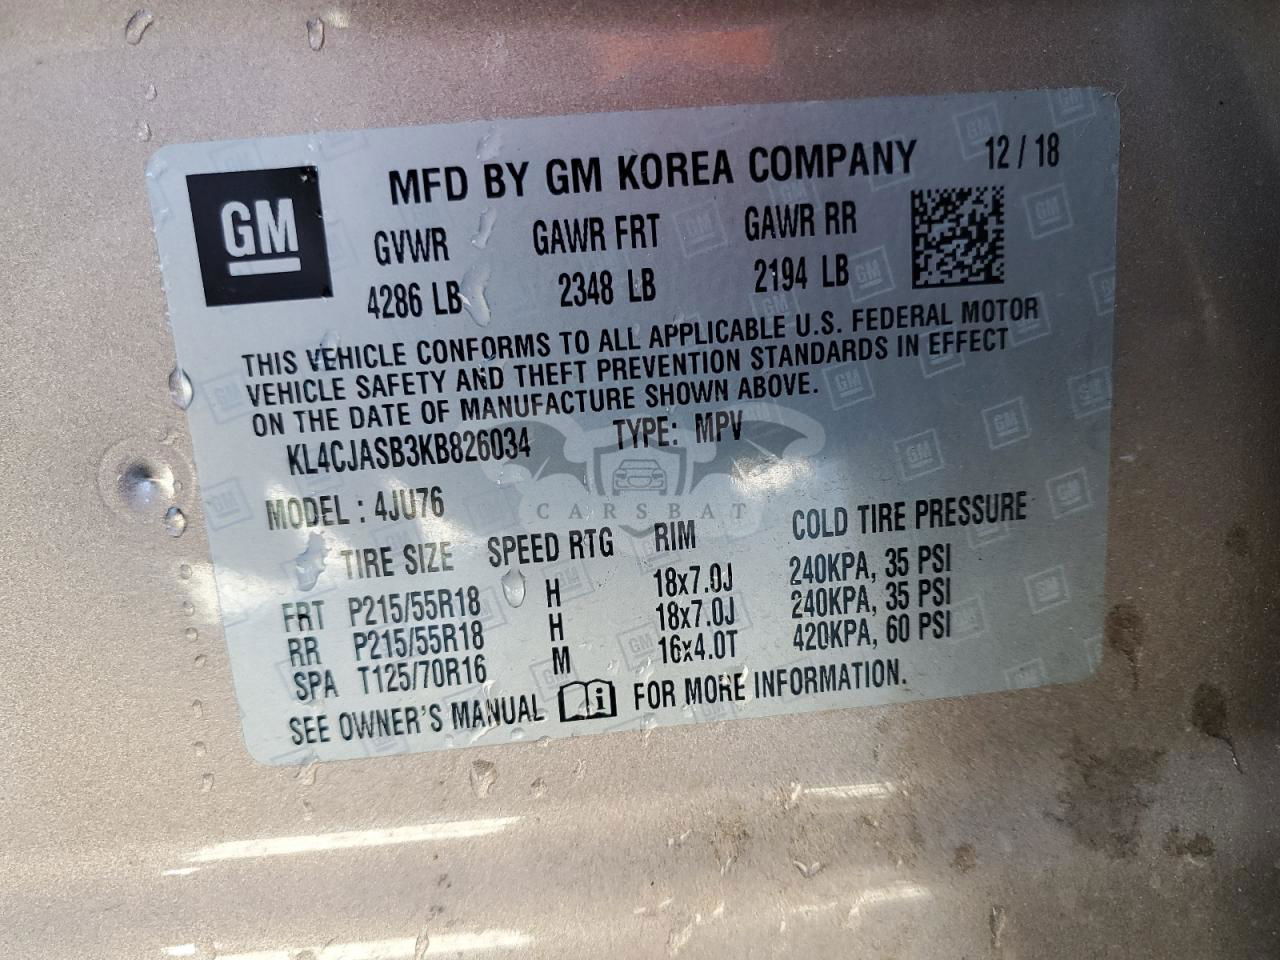 GM
MFD BY GM KOREA COMPANY 12 / 18
GVWR GAWR FRT GAWR RR
4286 LB 2348 LB 2194 LB
THIS VEHICLE CONFORMS TO ALL APPLICABLE U.S. FEDERAL MOTOR
VEHICLE SAFETY AND THEFT PREVENTION STANDARDS IN EFFECT
ON THE DATE OF MANUFACTURE SHOWN ABOVE.
KL4CJASB3KB826034 TYPE: MPV
MODEL : 4JU76
CARSBAT
TIRE SIZE SPEED RTG RIM COLD TIRE PRESSURE
FRT P215/55R18 H 18x7.0J 240KPA, 35 PSI
RR P215/55R18 H 18x7.0J 240KPA, 35 PSI
SPA T125/70R16 M 16x4.0T 420KPA, 60 PSI
SEE OWNER'S MANUAL i FOR MORE INFORMATION.